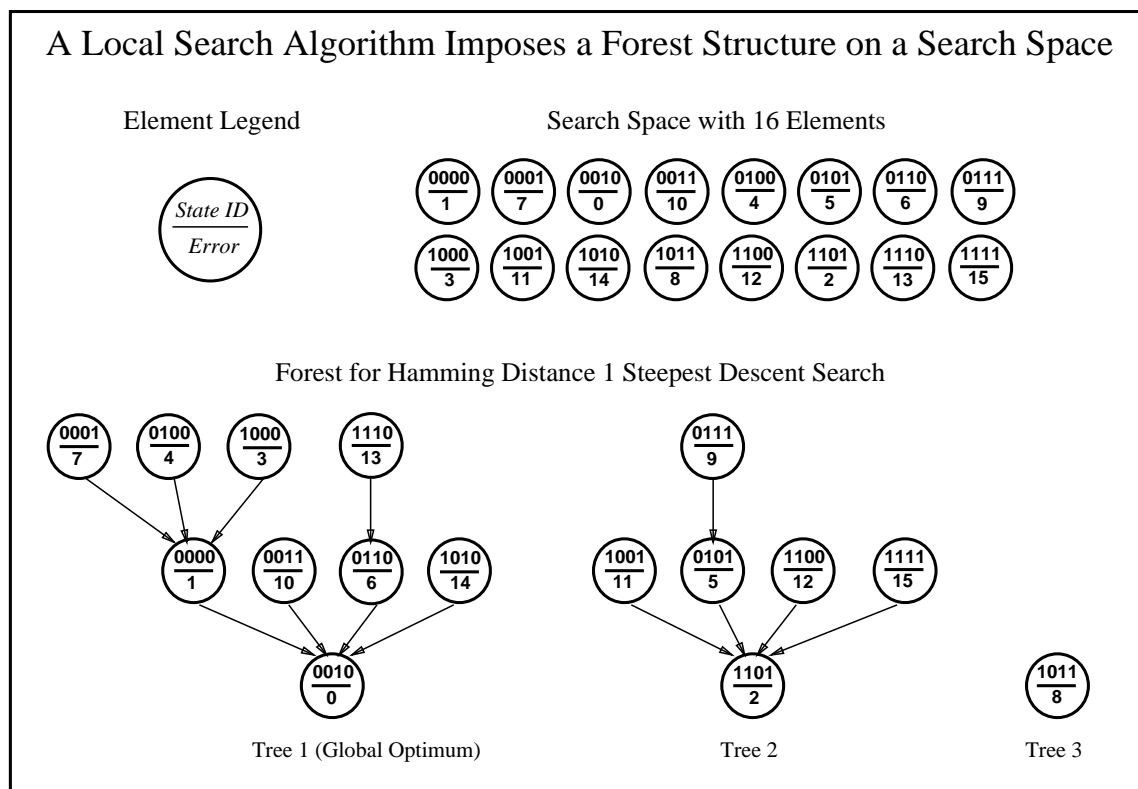 A Local Search Algorithm Imposes a Forest Structure on a Search Space
Element Legend
Search Space with 16 Elements
State ID
Error
0000 0001 0010 0011 0100 0101 0110 0111
1 7 0 10 4 5 6 9
1000 1001 1010 1011 1100 1101 1110 1111
3 11 14 8 12 2 13 15
Forest for Hamming Distance 1 Steepest Descent Search
0001 0100 1000 1110 0111
7 4 3 13 9
0000 0011 0110 1010 1001 0101 1100 1111
1 10 6 14 11 5 12 15
0010 1101 1011
0 2 8
Tree 1 (Global Optimum) Tree 2 Tree 3